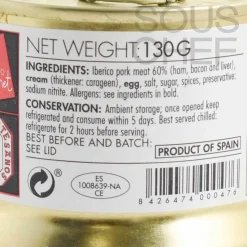 SOUS
CHEF
NET WEIGHT: 130 G
INGREDIENTS: Iberico pork meat 60% (ham, bacon and liver),
cream (thickener: carogeen), egg, salt, sugar, spices, preservative:
sodium nitrite. Allergens: see ingredients in bold.
CONSERVATION: Ambient storage; once opened keep
refrigerated and consume within 5 days. Best served chilled
refrigerate for 2 hours before serving.
BEST BEFORE AND BATCH:
SEE LID
PRODUCT OF SPAIN
ES
10.08639-NA
CE
8 426474 000476